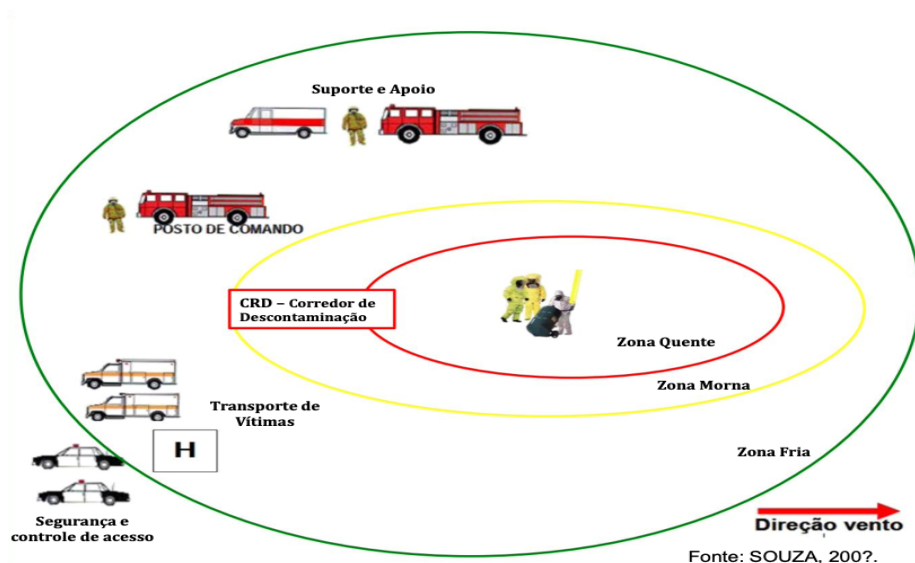 Suporte e Apoio
POSTO DE COMANDO
CRD – Corredor de
Descontaminação
Zona Quente
Zona Morna
Transporte de
Vítimas
H
Zona Fria
Segurança e
controle de acesso
Direção vento
Fonte: SOUZA, 200?.